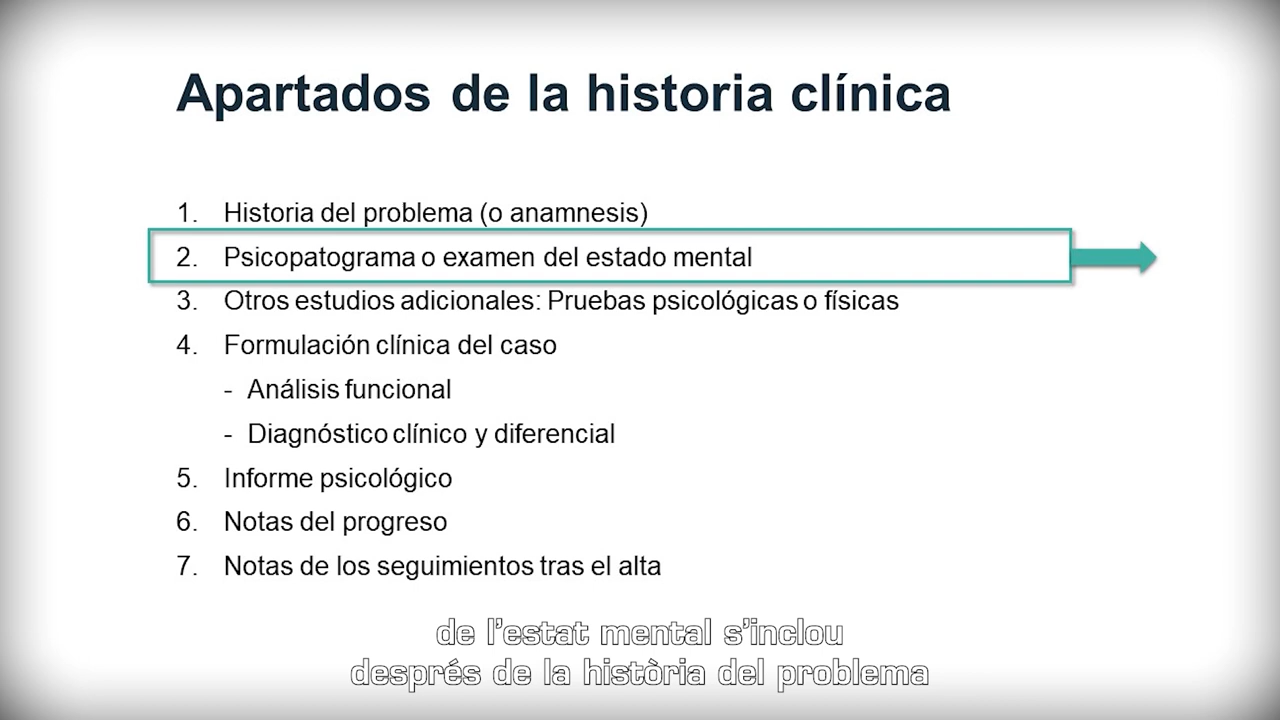 Apartados de la historia clínica
1. Historia del problema (o anamnesis)
2. Psicopatograma o examen del estado mental
3. Otros estudios adicionales: Pruebas psicológicas o físicas
4. Formulación clínica del caso
- Análisis funcional
- Diagnóstico clínico y diferencial
5. Informe psicológico
6. Notas del progreso
7. Notas de los seguimientos tras el alta
de l'estat mental s'inclou
després de la història del problema